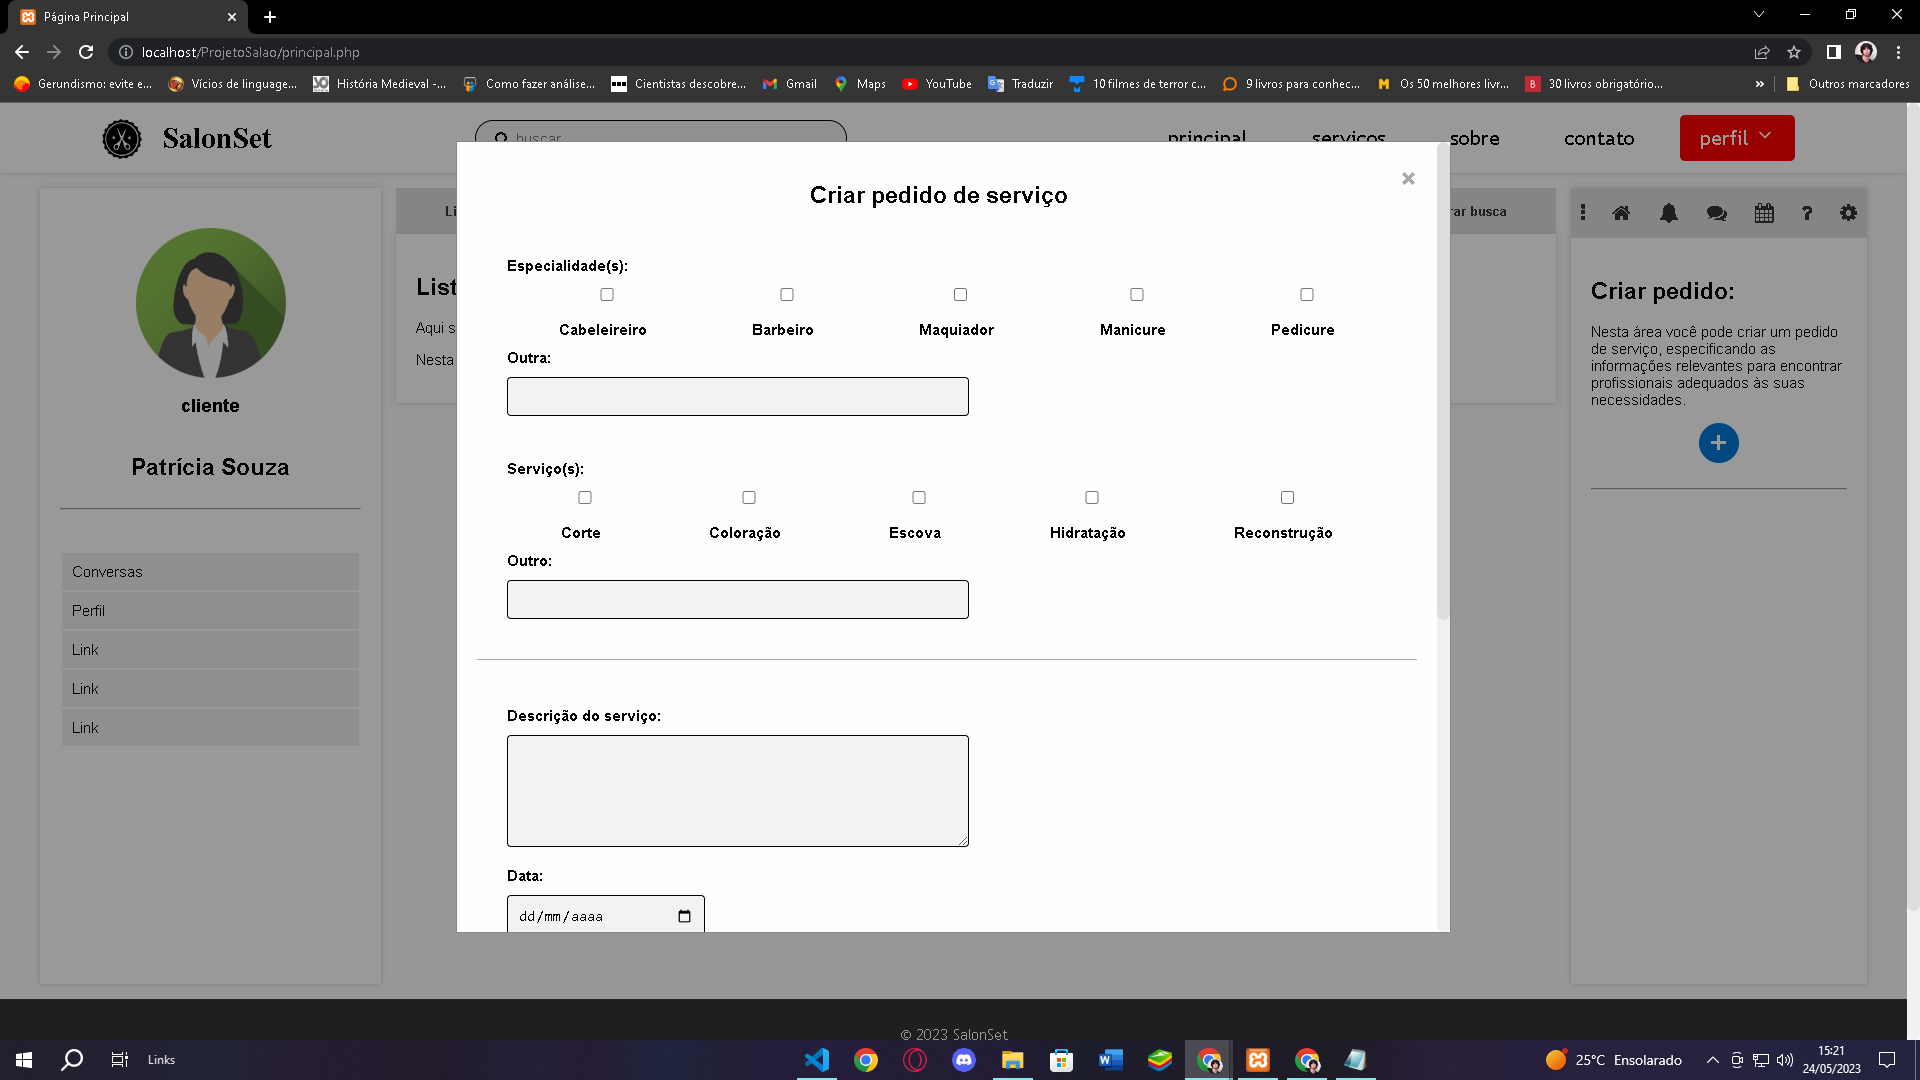 Página Principal
localhost/ProjetoSalao/principal.php
Gerundismo: evite e... Vícios de linguage... História Medieval -... Como fazer análise... Cientistas descobre... Gmail Maps YouTube Traduzir 10 filmes de terror c... 9 livros para conhec... Os 50 melhores livr... 30 livros obrigatório... » Outros marcadores
SalonSet
buscar
principal serviços sobre contato perfil
cliente
Patrícia Souza
Conversas
Perfil
Link
Link
Link
Li
List
Aqui s
Nesta
Criar pedido de serviço
Especialidade(s):
Cabeleireiro Barbeiro Maquiador Manicure Pedicure
Outra:
Serviço(s):
Corte Coloração Escova Hidratação Reconstrução
Outro:
Descrição do serviço:
Data:
dd/mm/aaaa
rar busca
Criar pedido:
Nesta área você pode criar um pedido
de serviço, especificando as
informações relevantes para encontrar
profissionais adequados às suas
necessidades.
© 2023 SalonSet
Links
25°C Ensolarado
15:21
24/05/2023